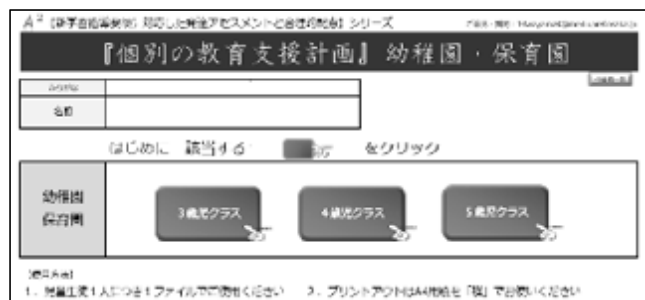 『個別の教育支援計画』 幼稚園・保育園
名前
はじめに 該当する をクリック
幼稚園
保育園
3歳児クラス 4歳児クラス 5歳児クラス
1. 児童生徒1人につき1ファイルでご使用ください 2. プリントアウトはA4用紙を「縦」でお使いください